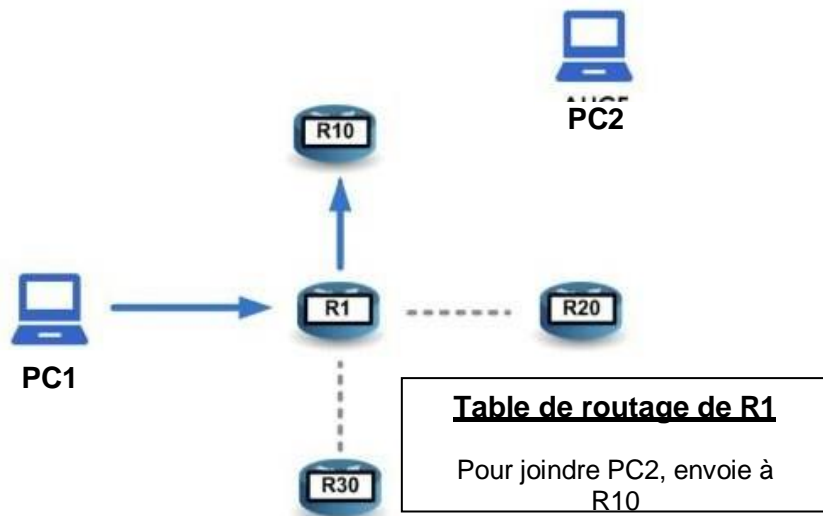 PC2
R10
R1
R20
PC1
Table de routage de R1
Pour joindre PC2, envoie à
R10
R30